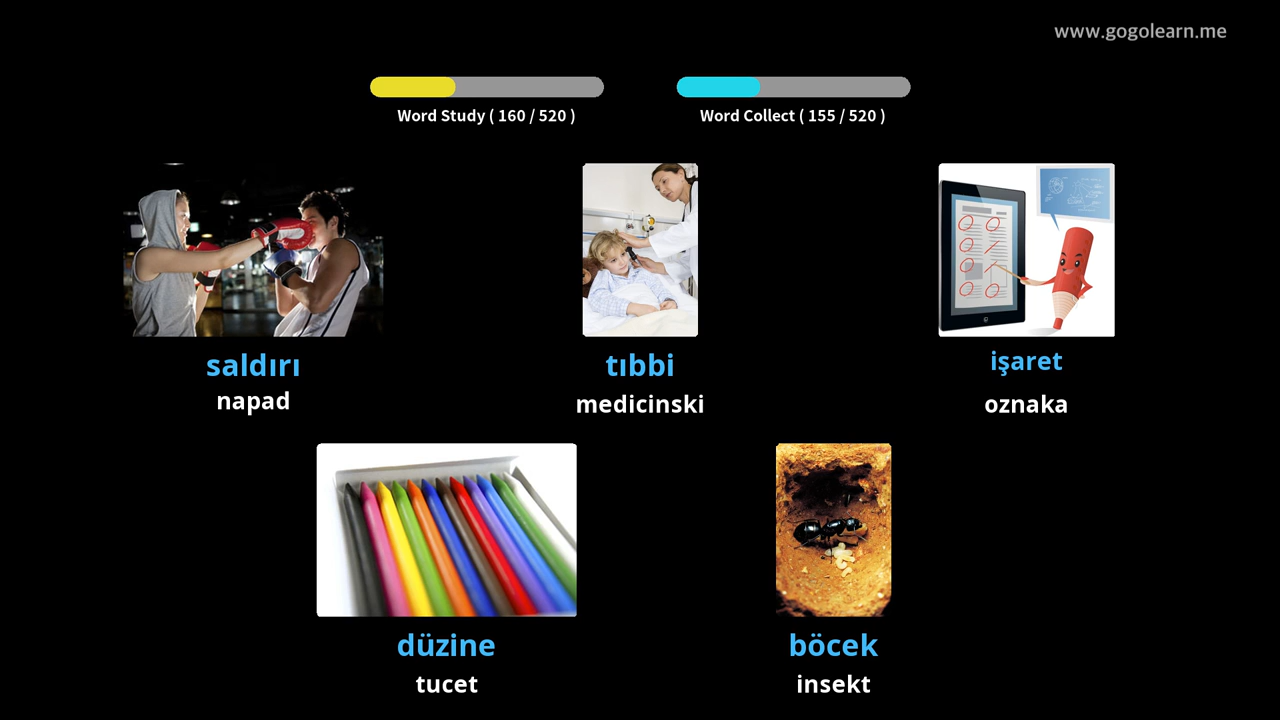 www.gogolearn.me
Word Study ( 160 / 520 )
Word Collect ( 155 / 520 )
saldırı
napad
tıbbi
medicinski
işaret
oznaka
düzine
tucet
böcek
insekt